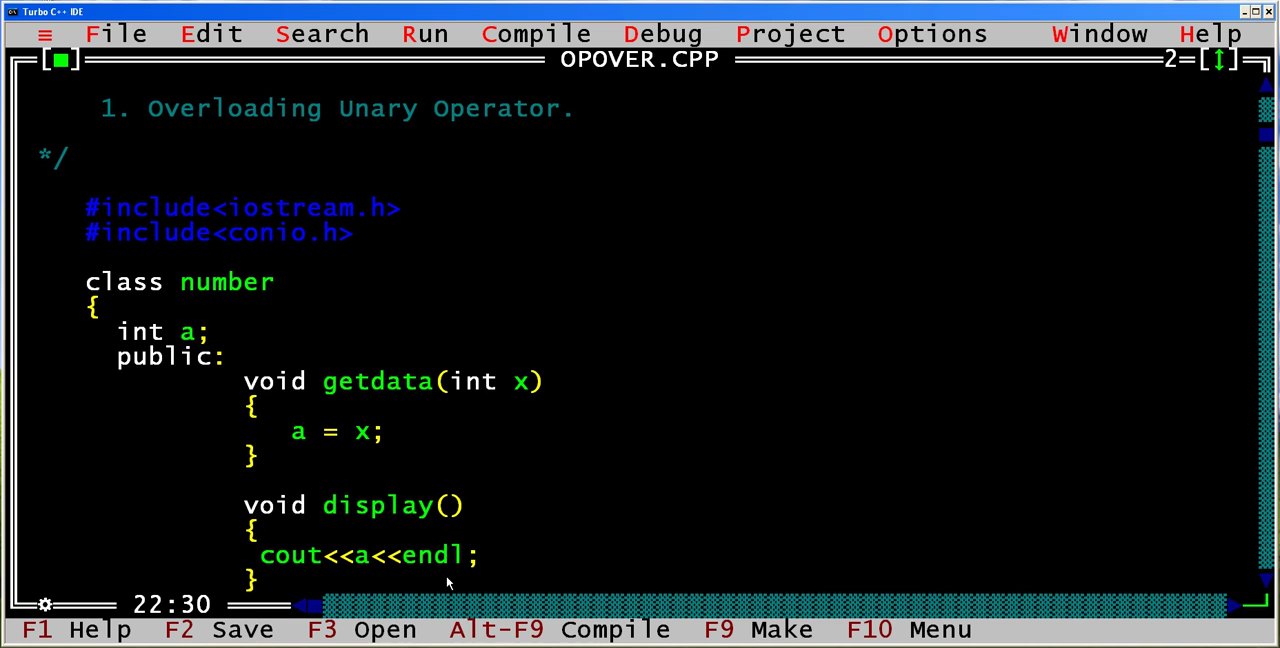 Turbo C++ IDE
≡ File Edit Search Run Compile Debug Project Options Window Help
[■] OPOVER.CPP 2=[↕]
1. Overloading Unary Operator.
*/
#include<iostream.h>
#include<conio.h>
class number
{
int a;
public:
void getdata(int x)
{
a = x;
}
void display()
{
cout<<a<<endl;
}
22:30
F1 Help F2 Save F3 Open Alt-F9 Compile F9 Make F10 Menu